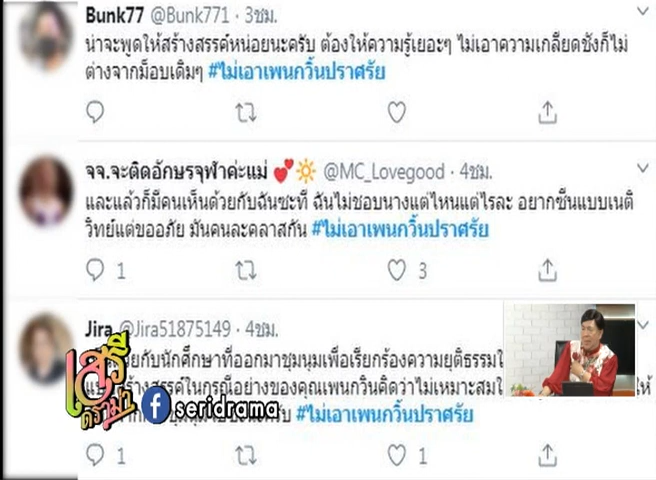 Bunk77 @Bunk771 · 3ชม.
น่าจะพูดให้สร้างสรรค์หน่อยนะครับ ต้องให้ความรู้เยอะๆ ไม่เอาความเกลียดชังก็ไม่
ต่างจากม็อบเดิมๆ #ไม่เอาเพนกวิ้นปราศรัย
จจ.จะติดอักษรจุฬาค่ะแม่ 💕🔆 @MC_Lovegood · 4ชม.
และแล้วก็มีคนเห็นด้วยกับฉันซะที ฉันไม่ชอบนางแต่ไหนแต่ไรละ อยากซีนแบบเนติ
วิทย์แต่ขออภัย มันคนละคลาสกัน #ไม่เอาเพนกวิ้นปราศรัย
1 3
Jira @Jira51875149 · 4ชม.
กับนักศึกษาที่ออกมาชุมนุมเพื่อเรียกร้องความยุติธรรม
สร้างสรรค์ในกรณีอย่างของคุณเพนกวิ้นคิดว่าไม่เหมาะสม
#ไม่เอาเพนกวิ้นปราศรัย
เสรี
ดราม่า
seridrama
1 1